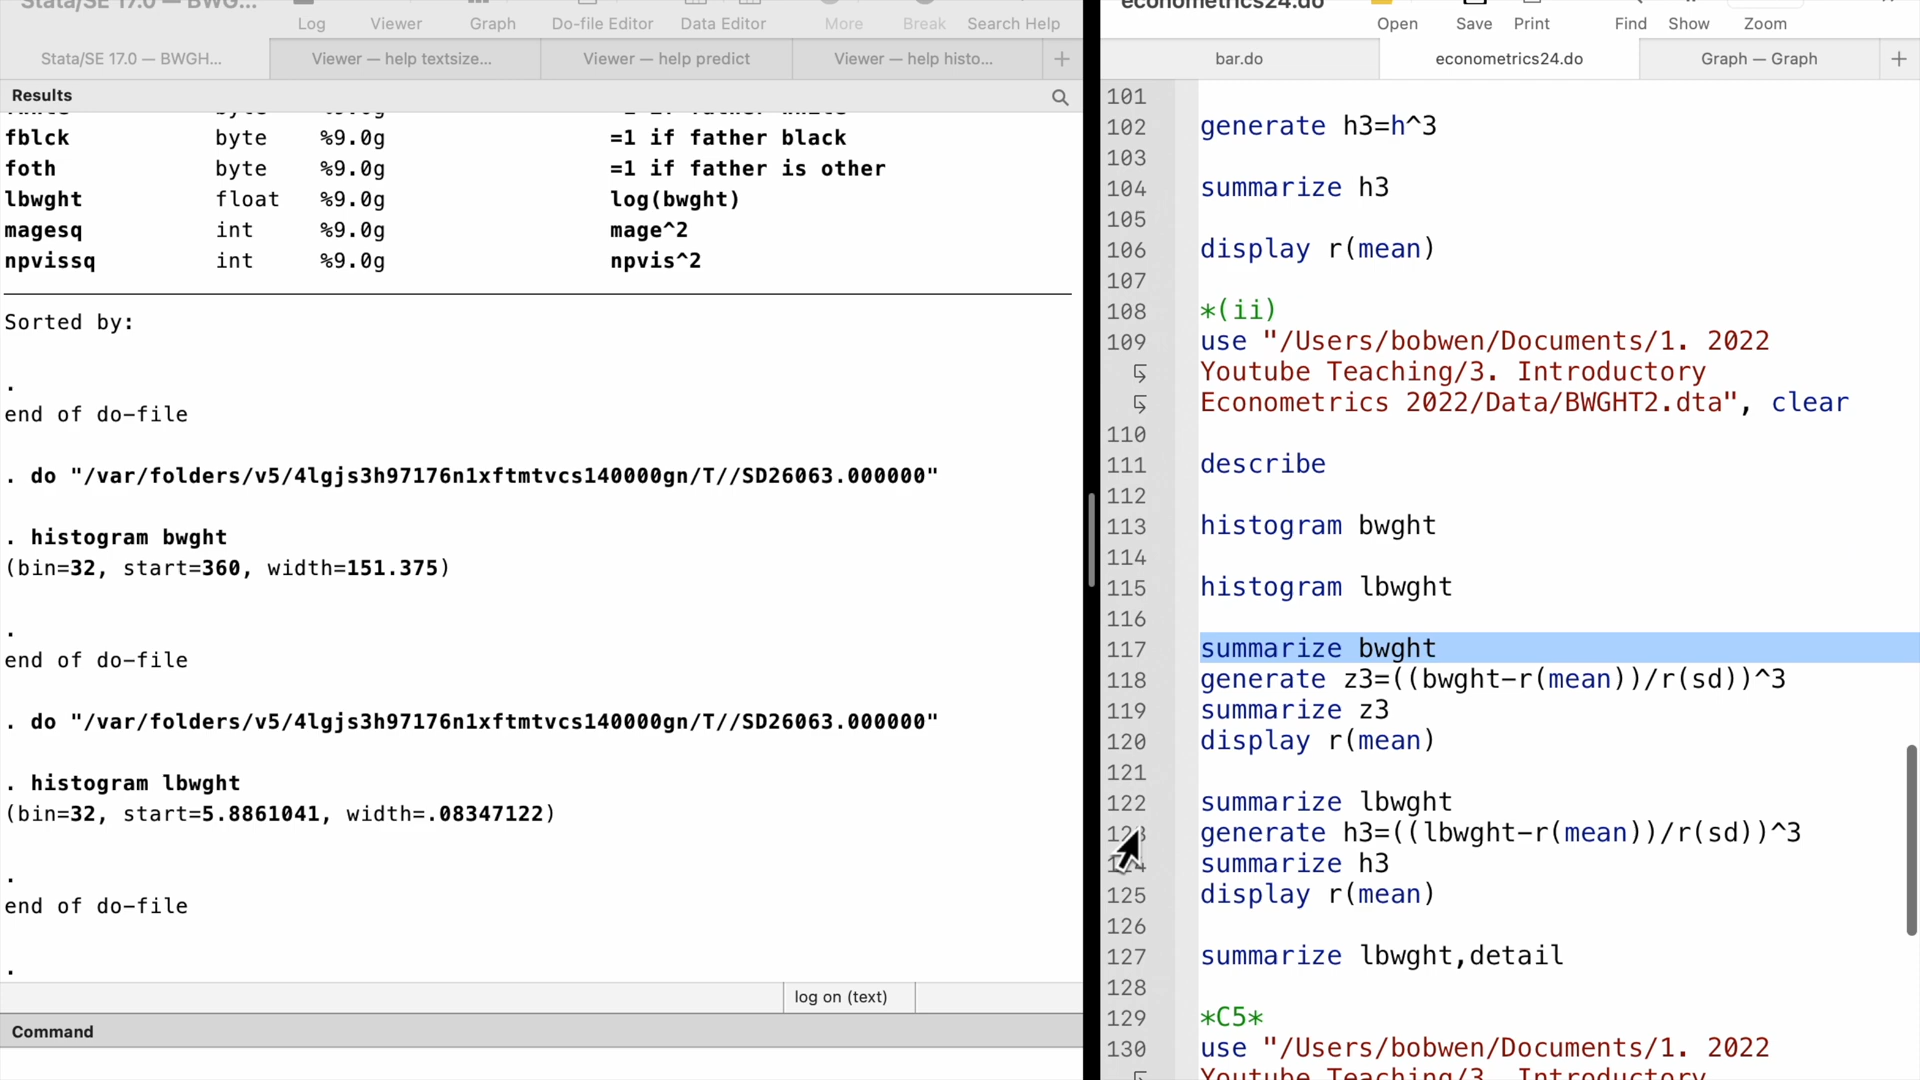 Stata/SE 17.0 — BWG...
Log Viewer Graph Do-file Editor Data Editor More Break Search Help
Stata/SE 17.0 — BWGH... Viewer — help textsize... Viewer — help predict Viewer — help histo... +
Results
fblck byte %9.0g =1 if father black
foth byte %9.0g =1 if father is other
lbwght float %9.0g log(bwght)
magesq int %9.0g mage^2
npvissq int %9.0g npvis^2
Sorted by:
.
end of do-file
. do "/var/folders/v5/4lgjs3h97176n1xftmtvcs140000gn/T//SD26063.000000"
. histogram bwght
(bin=32, start=360, width=151.375)
.
end of do-file
. do "/var/folders/v5/4lgjs3h97176n1xftmtvcs140000gn/T//SD26063.000000"
. histogram lbwght
(bin=32, start=5.8861041, width=.08347122)
.
end of do-file
.
log on (text)
Command
econometrics24.do
Open Save Print Find Show Zoom
bar.do econometrics24.do Graph — Graph +
101
102 generate h3=h^3
103
104 summarize h3
105
106 display r(mean)
107
108 *(ii)
109 use "/Users/bobwen/Documents/1. 2022
Youtube Teaching/3. Introductory
Econometrics 2022/Data/BWGHT2.dta", clear
110
111 describe
112
113 histogram bwght
114
115 histogram lbwght
116
117 summarize bwght
118 generate z3=((bwght-r(mean))/r(sd))^3
119 summarize z3
120 display r(mean)
121
122 summarize lbwght
123 generate h3=((lbwght-r(mean))/r(sd))^3
124 summarize h3
125 display r(mean)
126
127 summarize lbwght,detail
128
129 *C5*
130 use "/Users/bobwen/Documents/1. 2022
Youtube Teaching/3. Introductory